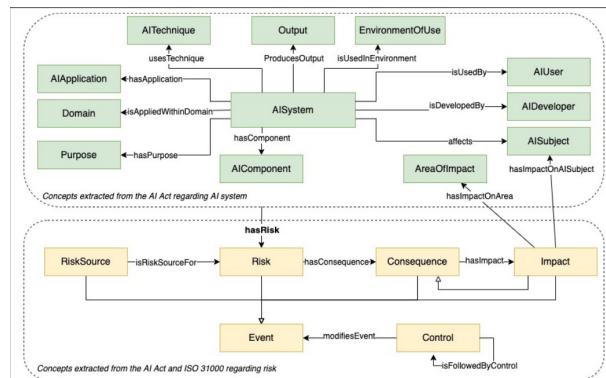 AITechnique
Output
EnvironmentOfUse
usesTechnique
ProducesOutput
isUsedInEnvironment
AIApplication
hasApplication
isUsedBy
AIUser
Domain
isAppliedWithinDomain
AISystem
isDevelopedBy
AIDeveloper
hasComponent
affects
AISubject
Purpose
hasPurpose
AIComponent
AreaOfImpact
hasImpactOnAISubject
hasImpactOnArea
Concepts extracted from the AI Act regarding AI system
hasRisk
RiskSource
isRiskSourceFor
Risk
hasConsequence
Consequence
hasImpact
Impact
Event
modifiesEvent
Control
isFollowedByControl
Concepts extracted from the AI Act and ISO 31000 regarding risk